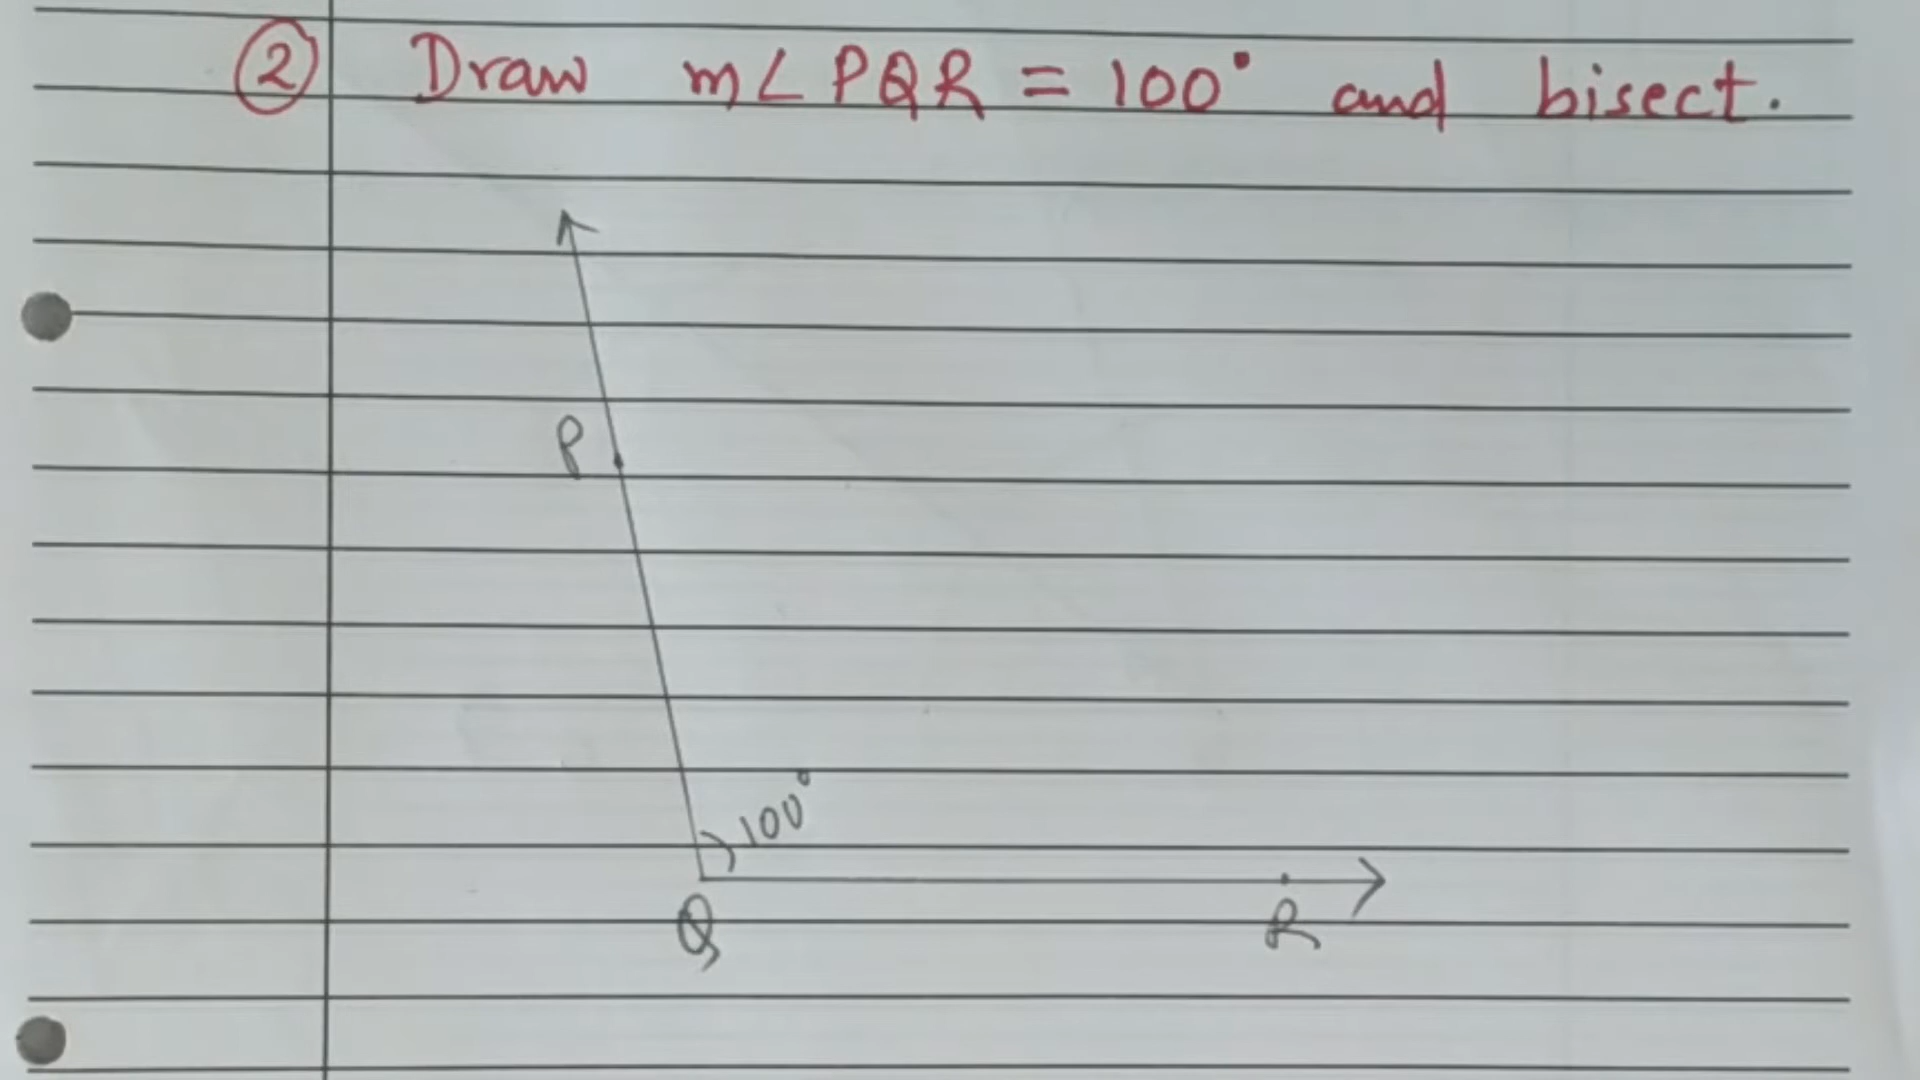 ② Draw m∠PQR = 100° and bisect.
P
100°
Q
R